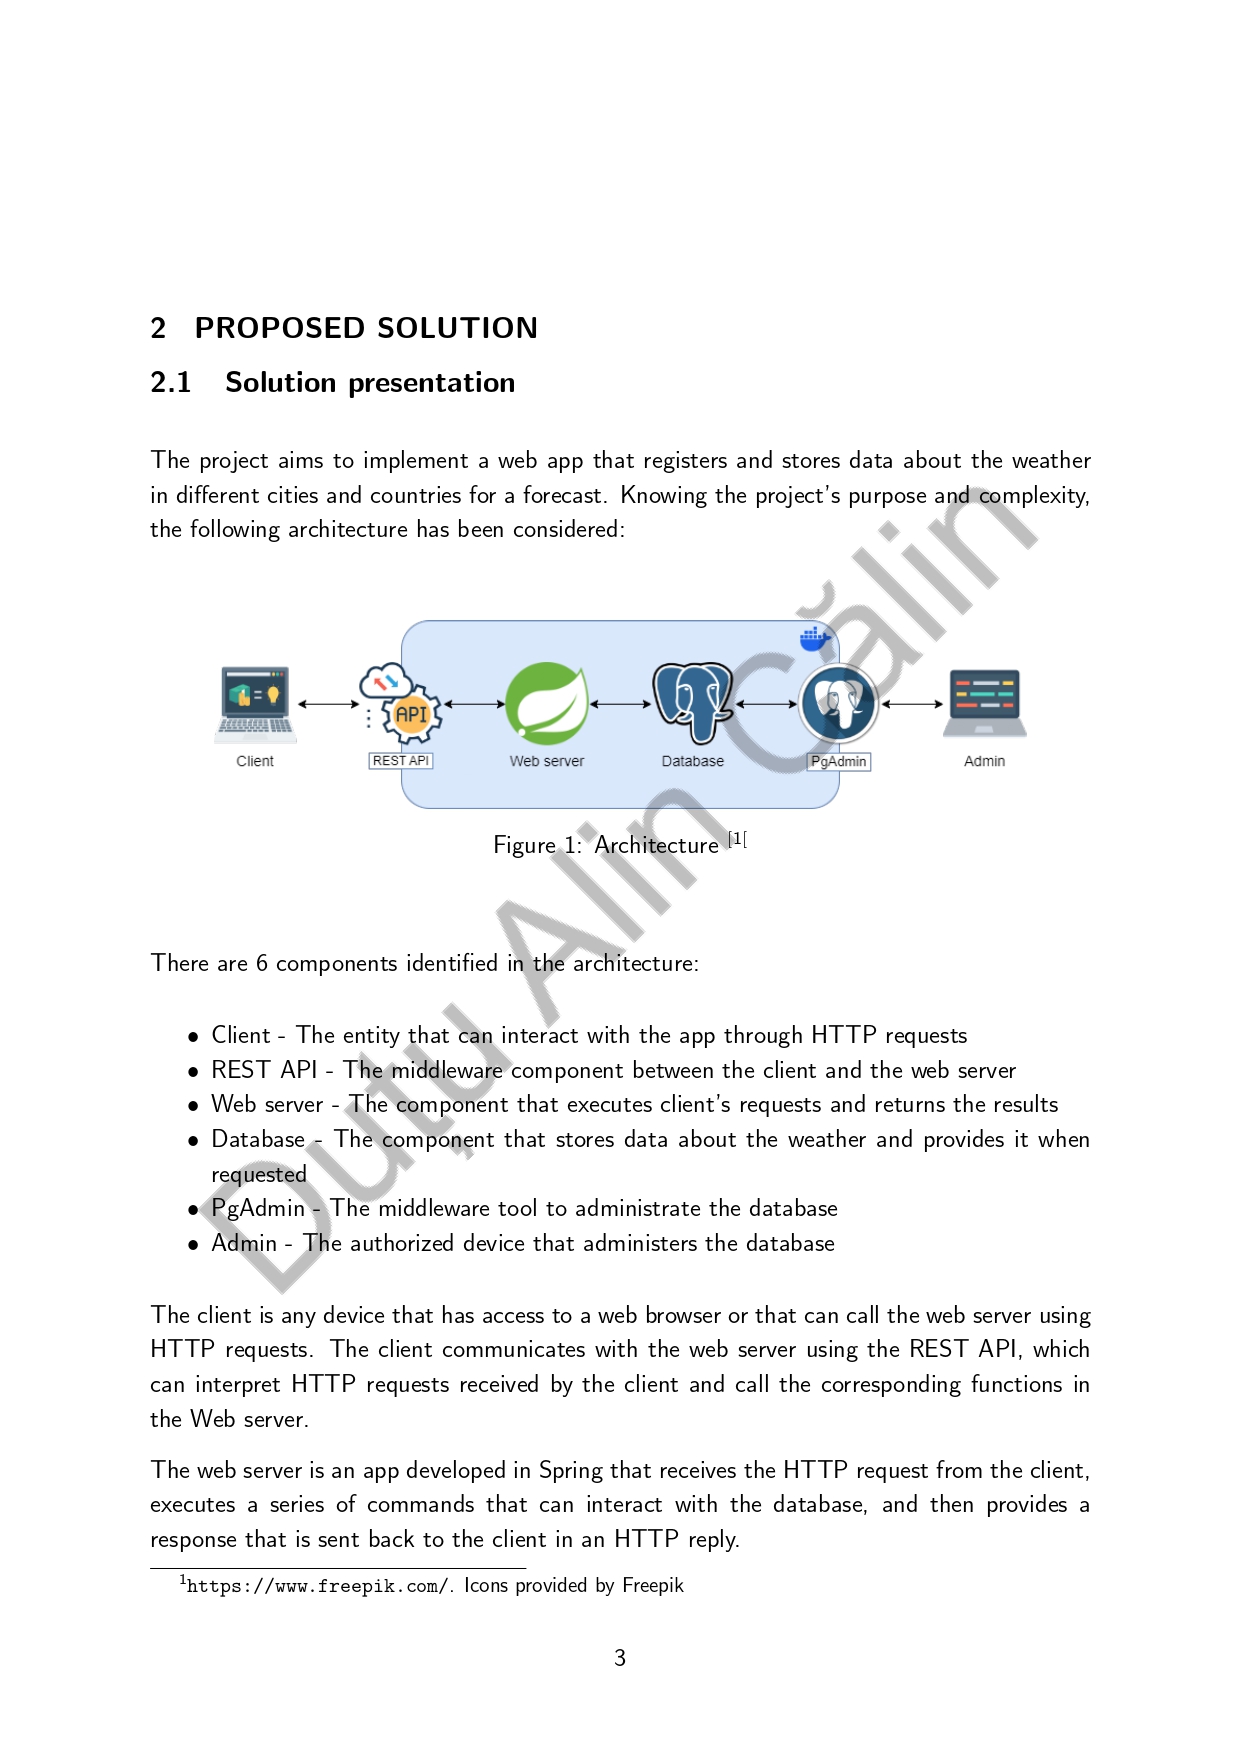 2 PROPOSED SOLUTION
2.1 Solution presentation
The project aims to implement a web app that registers and stores data about the weather
in different cities and countries for a forecast. Knowing the project's purpose and complexity,
the following architecture has been considered:
API
Client
REST API
Web server
Database
PgAdmin
Admin
Figure 1: Architecture [1[
There are 6 components identified in the architecture:
• Client - The entity that can interact with the app through HTTP requests
• REST API - The middleware component between the client and the web server
• Web server - The component that executes client's requests and returns the results
• Database - The component that stores data about the weather and provides it when
requested
• PgAdmin - The middleware tool to administrate the database
• Admin - The authorized device that administers the database
The client is any device that has access to a web browser or that can call the web server using
HTTP requests. The client communicates with the web server using the REST API, which
can interpret HTTP requests received by the client and call the corresponding functions in
the Web server.
The web server is an app developed in Spring that receives the HTTP request from the client,
executes a series of commands that can interact with the database, and then provides a
response that is sent back to the client in an HTTP reply.
1https://www.freepik.com/. Icons provided by Freepik
3
Duțu Alin Călin